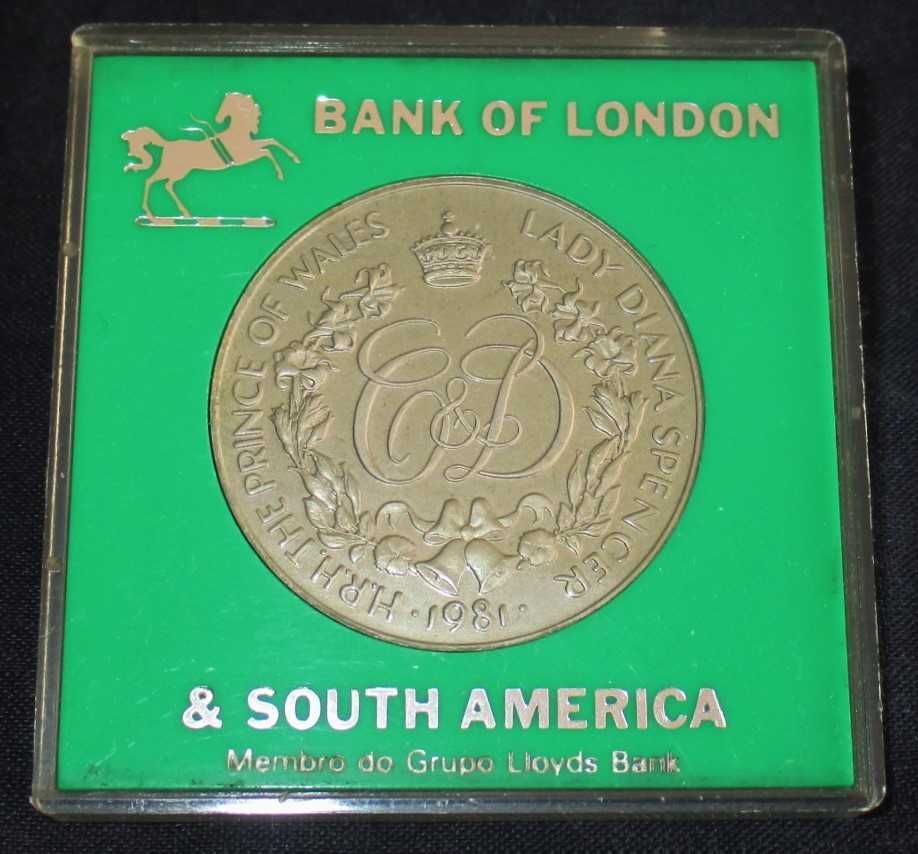 BANK OF LONDON
H.R.H. THE PRINCE OF WALES
LADY DIANA SPENCER
C&D
· 1981 ·
& SOUTH AMERICA
Membro do Grupo Lloyds Bank